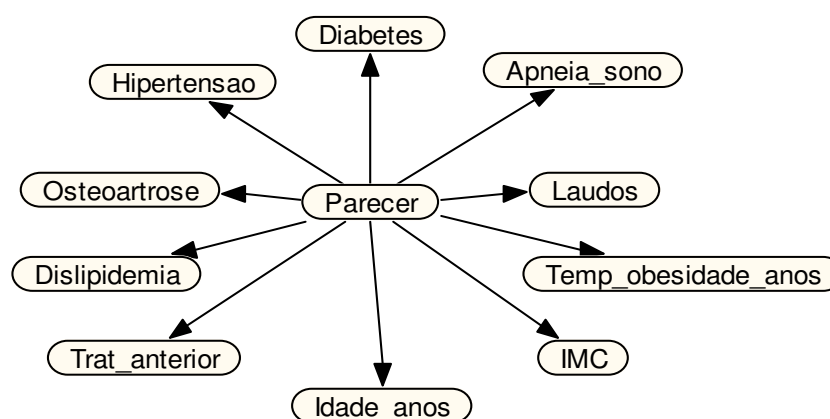 Diabetes
Hipertensao
Apneia_sono
Osteoartrose
Parecer
Laudos
Dislipidemia
Temp_obesidade_anos
Trat_anterior
IMC
Idade_anos